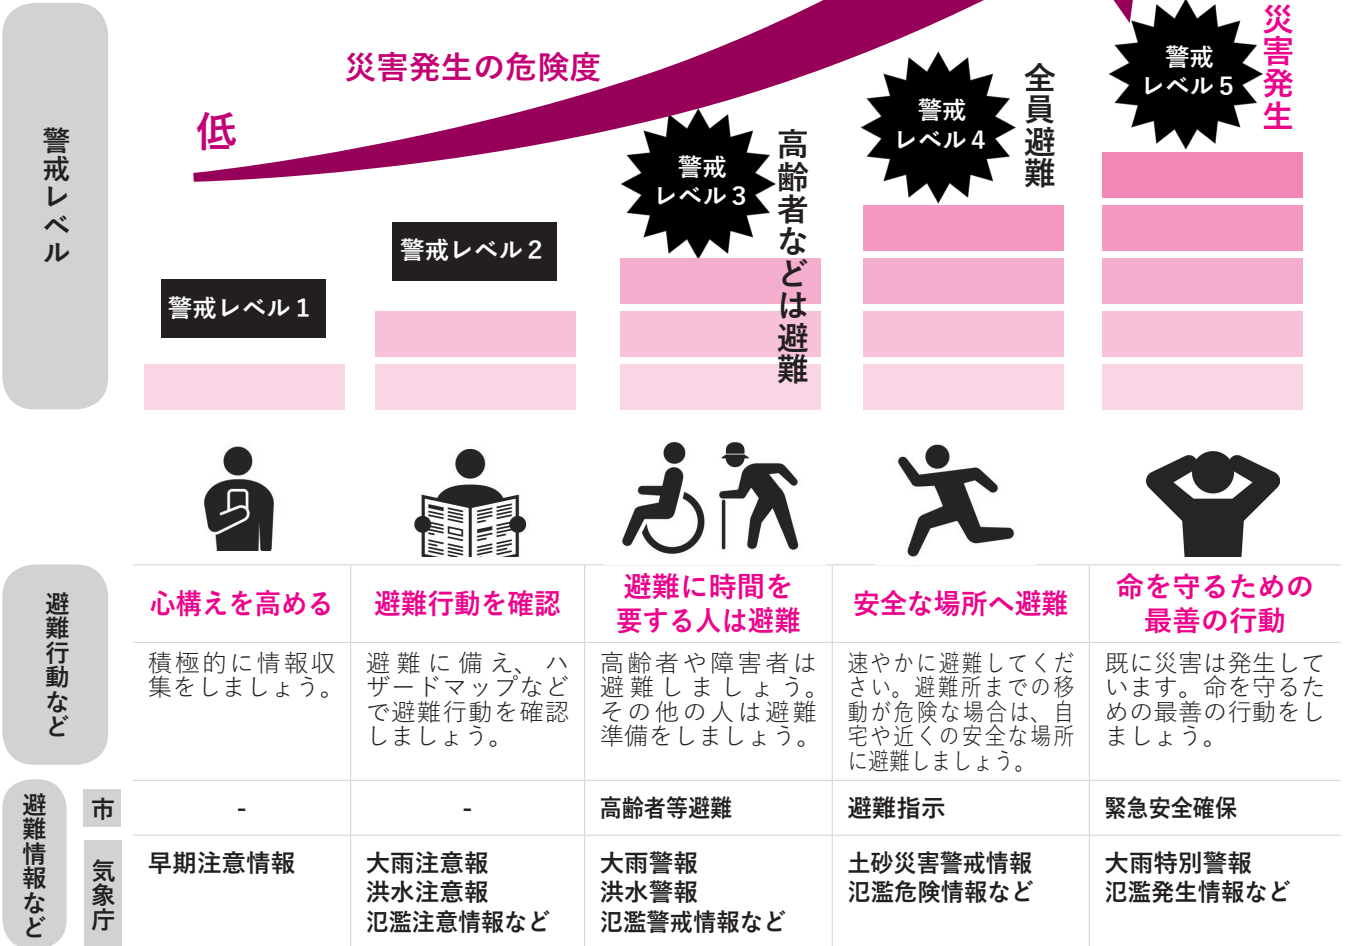 警戒レベル
災害発生の危険度
低
警戒レベル1
警戒レベル2
警戒
レベル3
高齢者などは避難
警戒
レベル4
全員避難
警戒
レベル5
災害発生
避難行動など
心構えを高める
避難行動を確認
避難に時間を
要する人は避難
安全な場所へ避難
命を守るための
最善の行動
積極的に情報収
集をしましょう。
避難に備え、ハ
ザードマップなど
で避難行動を確認
しましょう。
高齢者や障害者は
避難しましょう。
その他の人は避難
準備をしましょう。
速やかに避難してくだ
さい。避難所までの移
動が危険な場合は、自
宅や近くの安全な場所
に避難しましょう。
既に災害は発生して
います。命を守るた
めの最善の行動をし
ましょう。
避難情報など
市
-
-
高齢者等避難
避難指示
緊急安全確保
気象庁
早期注意情報
大雨注意報
洪水注意報
氾濫注意情報など
大雨警報
洪水警報
氾濫警戒情報など
土砂災害警戒情報
氾濫危険情報など
大雨特別警報
氾濫発生情報など